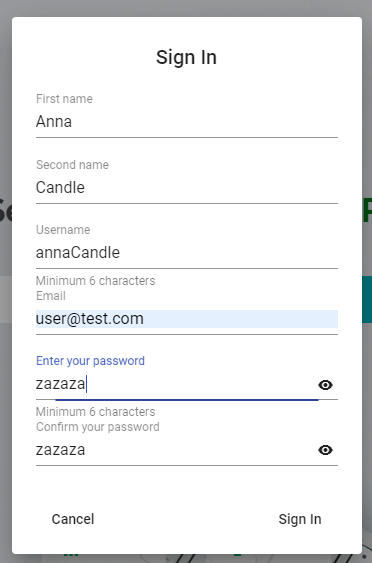 Sign In
First name
Anna
Second name
Candle
Username
annaCandle
Minimum 6 characters
Email
user@test.com
Enter your password
zazaza
Minimum 6 characters
Confirm your password
zazaza
Cancel
Sign In